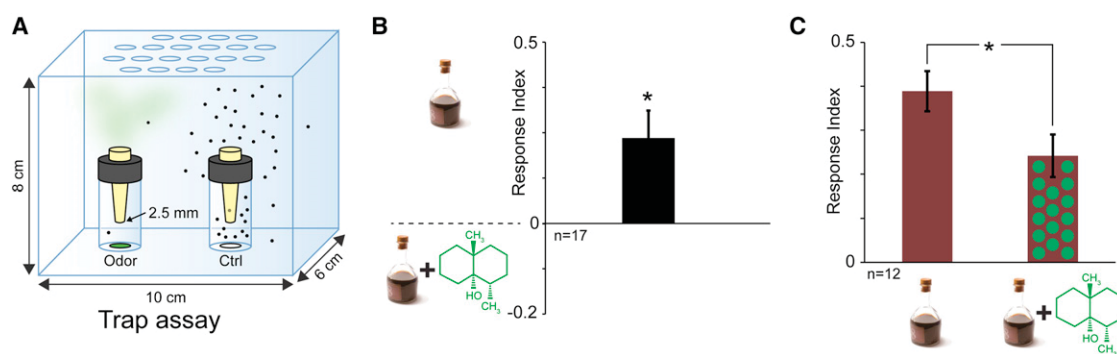 A
8 cm
2.5 mm
Odor
Ctrl
10 cm
6 cm
Trap assay
B
0.5
Response Index
*
0
n=17
-0.2
+
CH₃
HO
CH₃
C
0.5
Response Index
*
0
n=12
+
CH₃
OH
CH₃